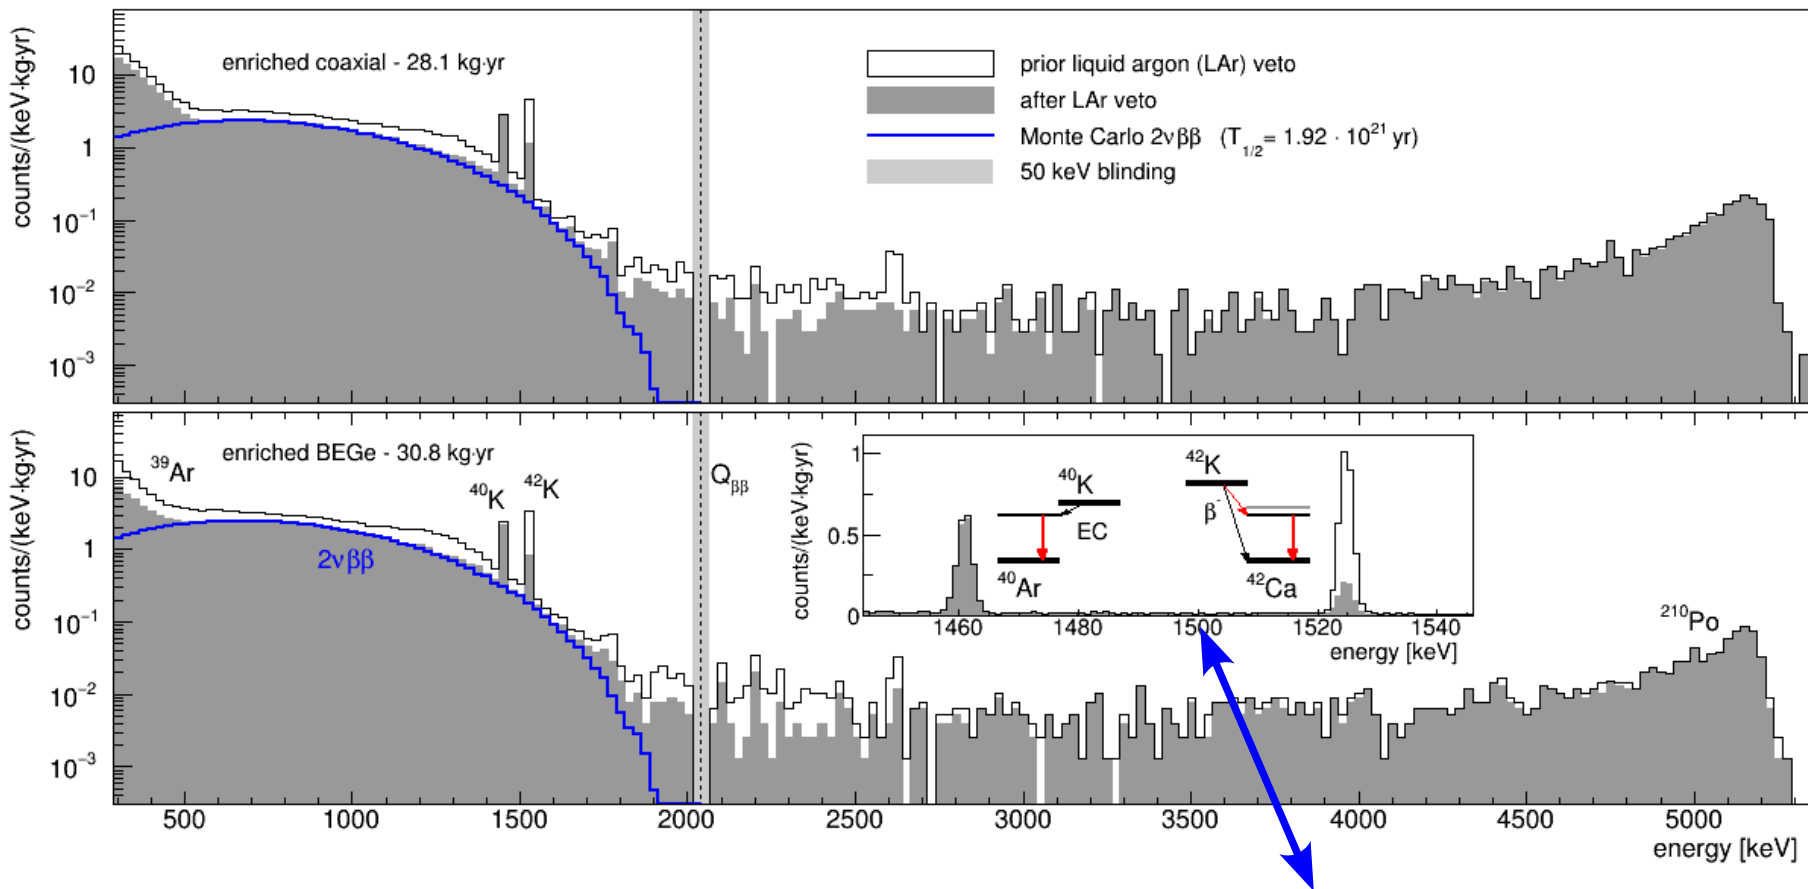 enriched coaxial - 28.1 kg·yr
prior liquid argon (LAr) veto
after LAr veto
Monte Carlo 2νββ (T1/2= 1.92 · 10^21 yr)
50 keV blinding
counts/(keV·kg·yr)
10
1
10^−1
10^−2
10^−3
enriched BEGe - 30.8 kg·yr
39Ar
40K
42K
Qββ
2νββ
210Po
counts/(keV·kg·yr)
10
1
10^−1
10^−2
10^−3
counts/(keV·kg·yr)
1
0.5
0
40K
EC
40Ar
42K
β-
42Ca
1460 1480 1500 1520 1540
energy [keV]
500 1000 1500 2000 2500 3000 3500 4000 4500 5000
energy [keV]